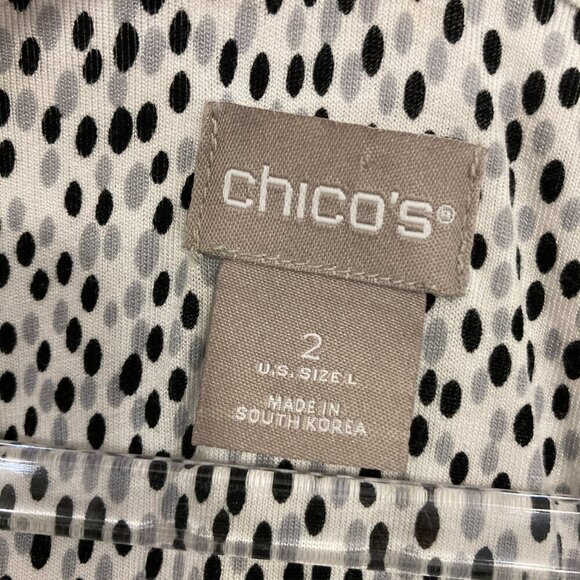 chico's®
2
U.S. SIZE L
MADE IN
SOUTH KOREA